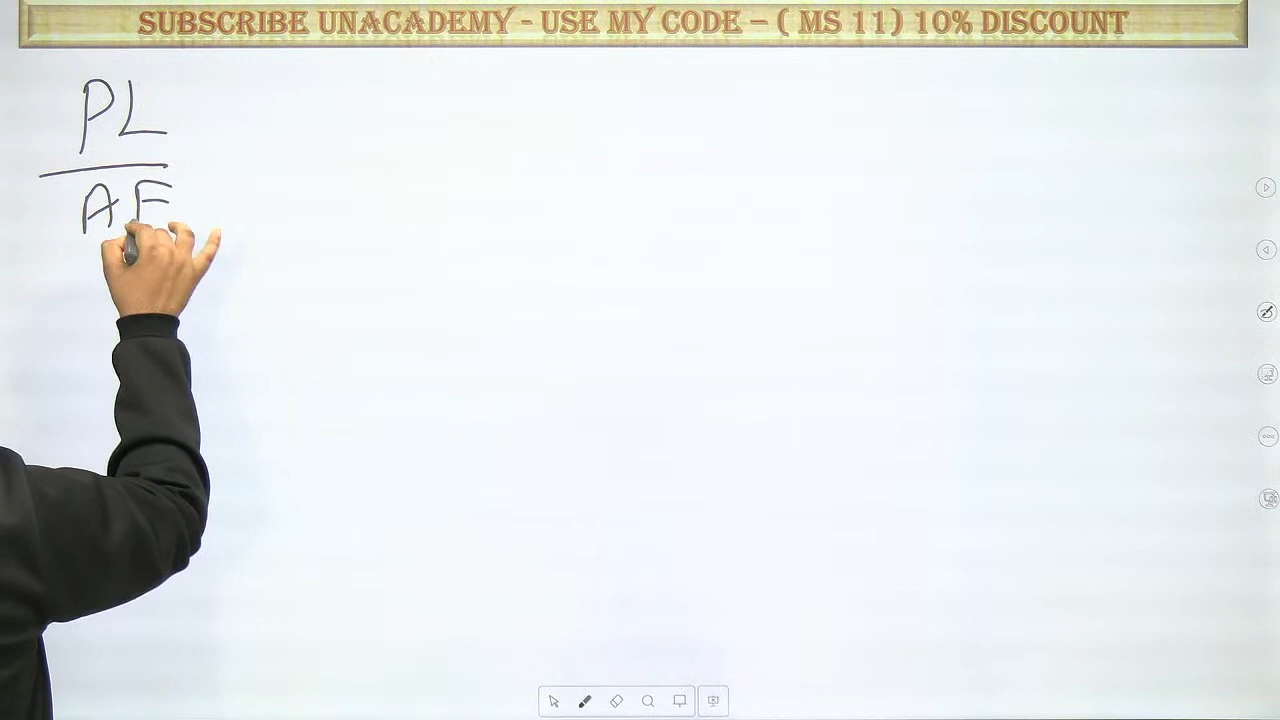 SUBSCRIBE UNACADEMY - USE MY CODE – ( MS 11) 10% DISCOUNT
PL
AE